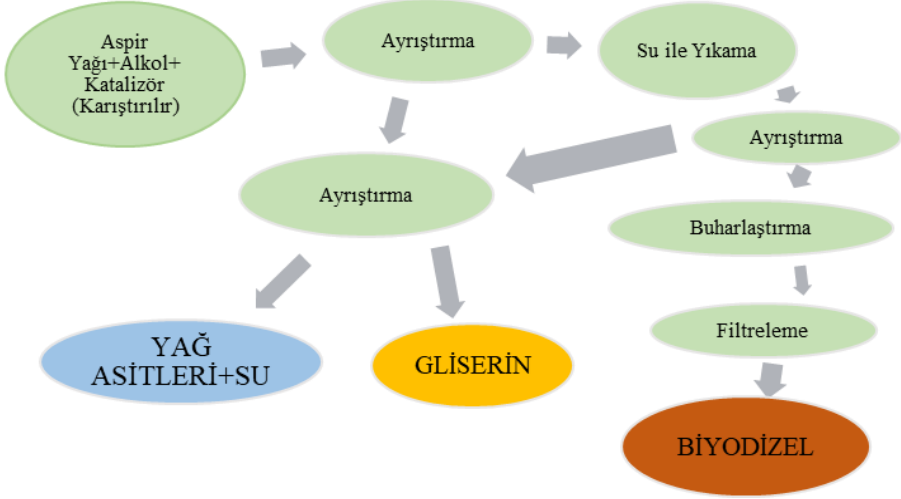 Aspir
Yağı+Alkol+
Katalizör
(Karıştırılır)
Ayrıştırma
Su ile Yıkama
Ayrıştırma
Ayrıştırma
Buharlaştırma
Filtreleme
YAĞ
ASİTLERİ+SU
GLİSERİN
BİYODİZEL